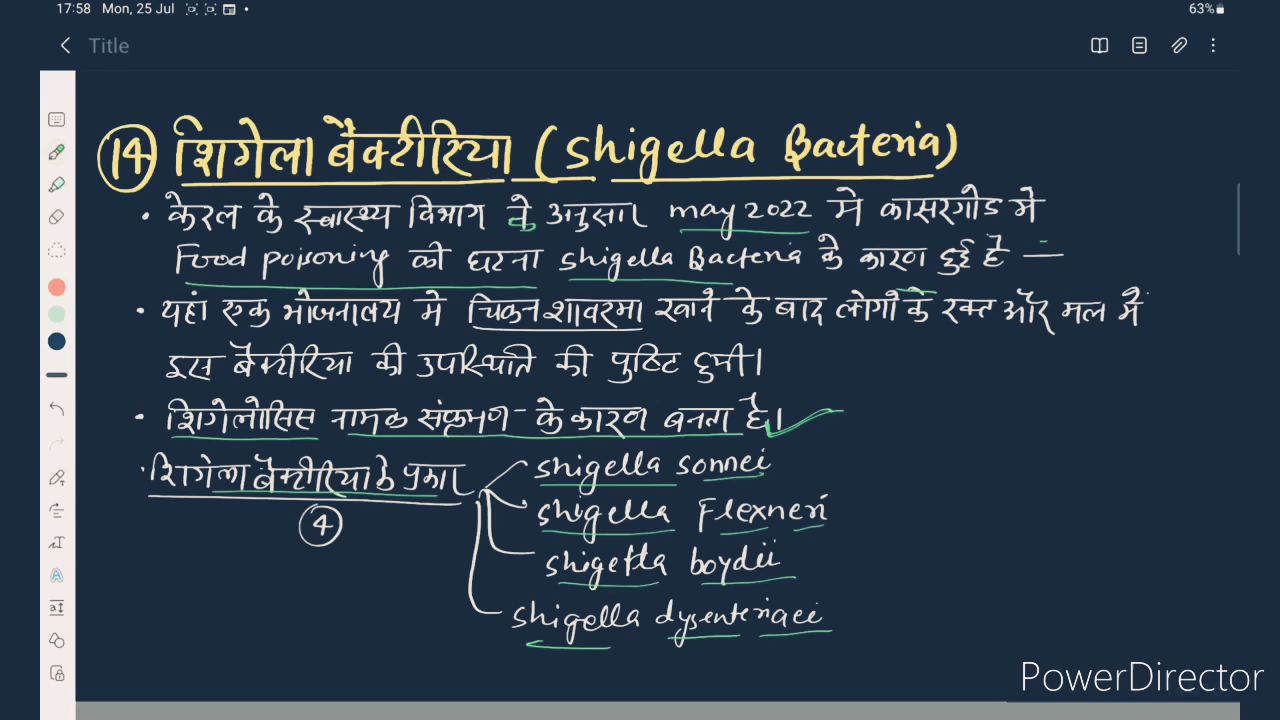 17:58 Mon, 25 Jul
63%
Title
14 शिगेला बैक्टीरिया (Shigella Bacteria)
• केरल के स्वास्थ्य विभाग के अनुसार may 2022 मे कासरगोड मे
Food poisoning की घटना shigella Bacteria के कारण हुई है —
• यहां एक भोजनालय मे चिकन शावरमा खाने के बाद लोगो के रक्त और मल मे
इस बैक्टीरिया की उपस्थिति की पुष्टि हुयी।
• शिगेलोसिस नामक संक्रमण - के कारण बनता है।
• शिगेला बैक्टीरिया के प्रकार
4
shigella sonnei
shigella Flexneri
shigella boydii
shigella dysenteriaei
PowerDirector